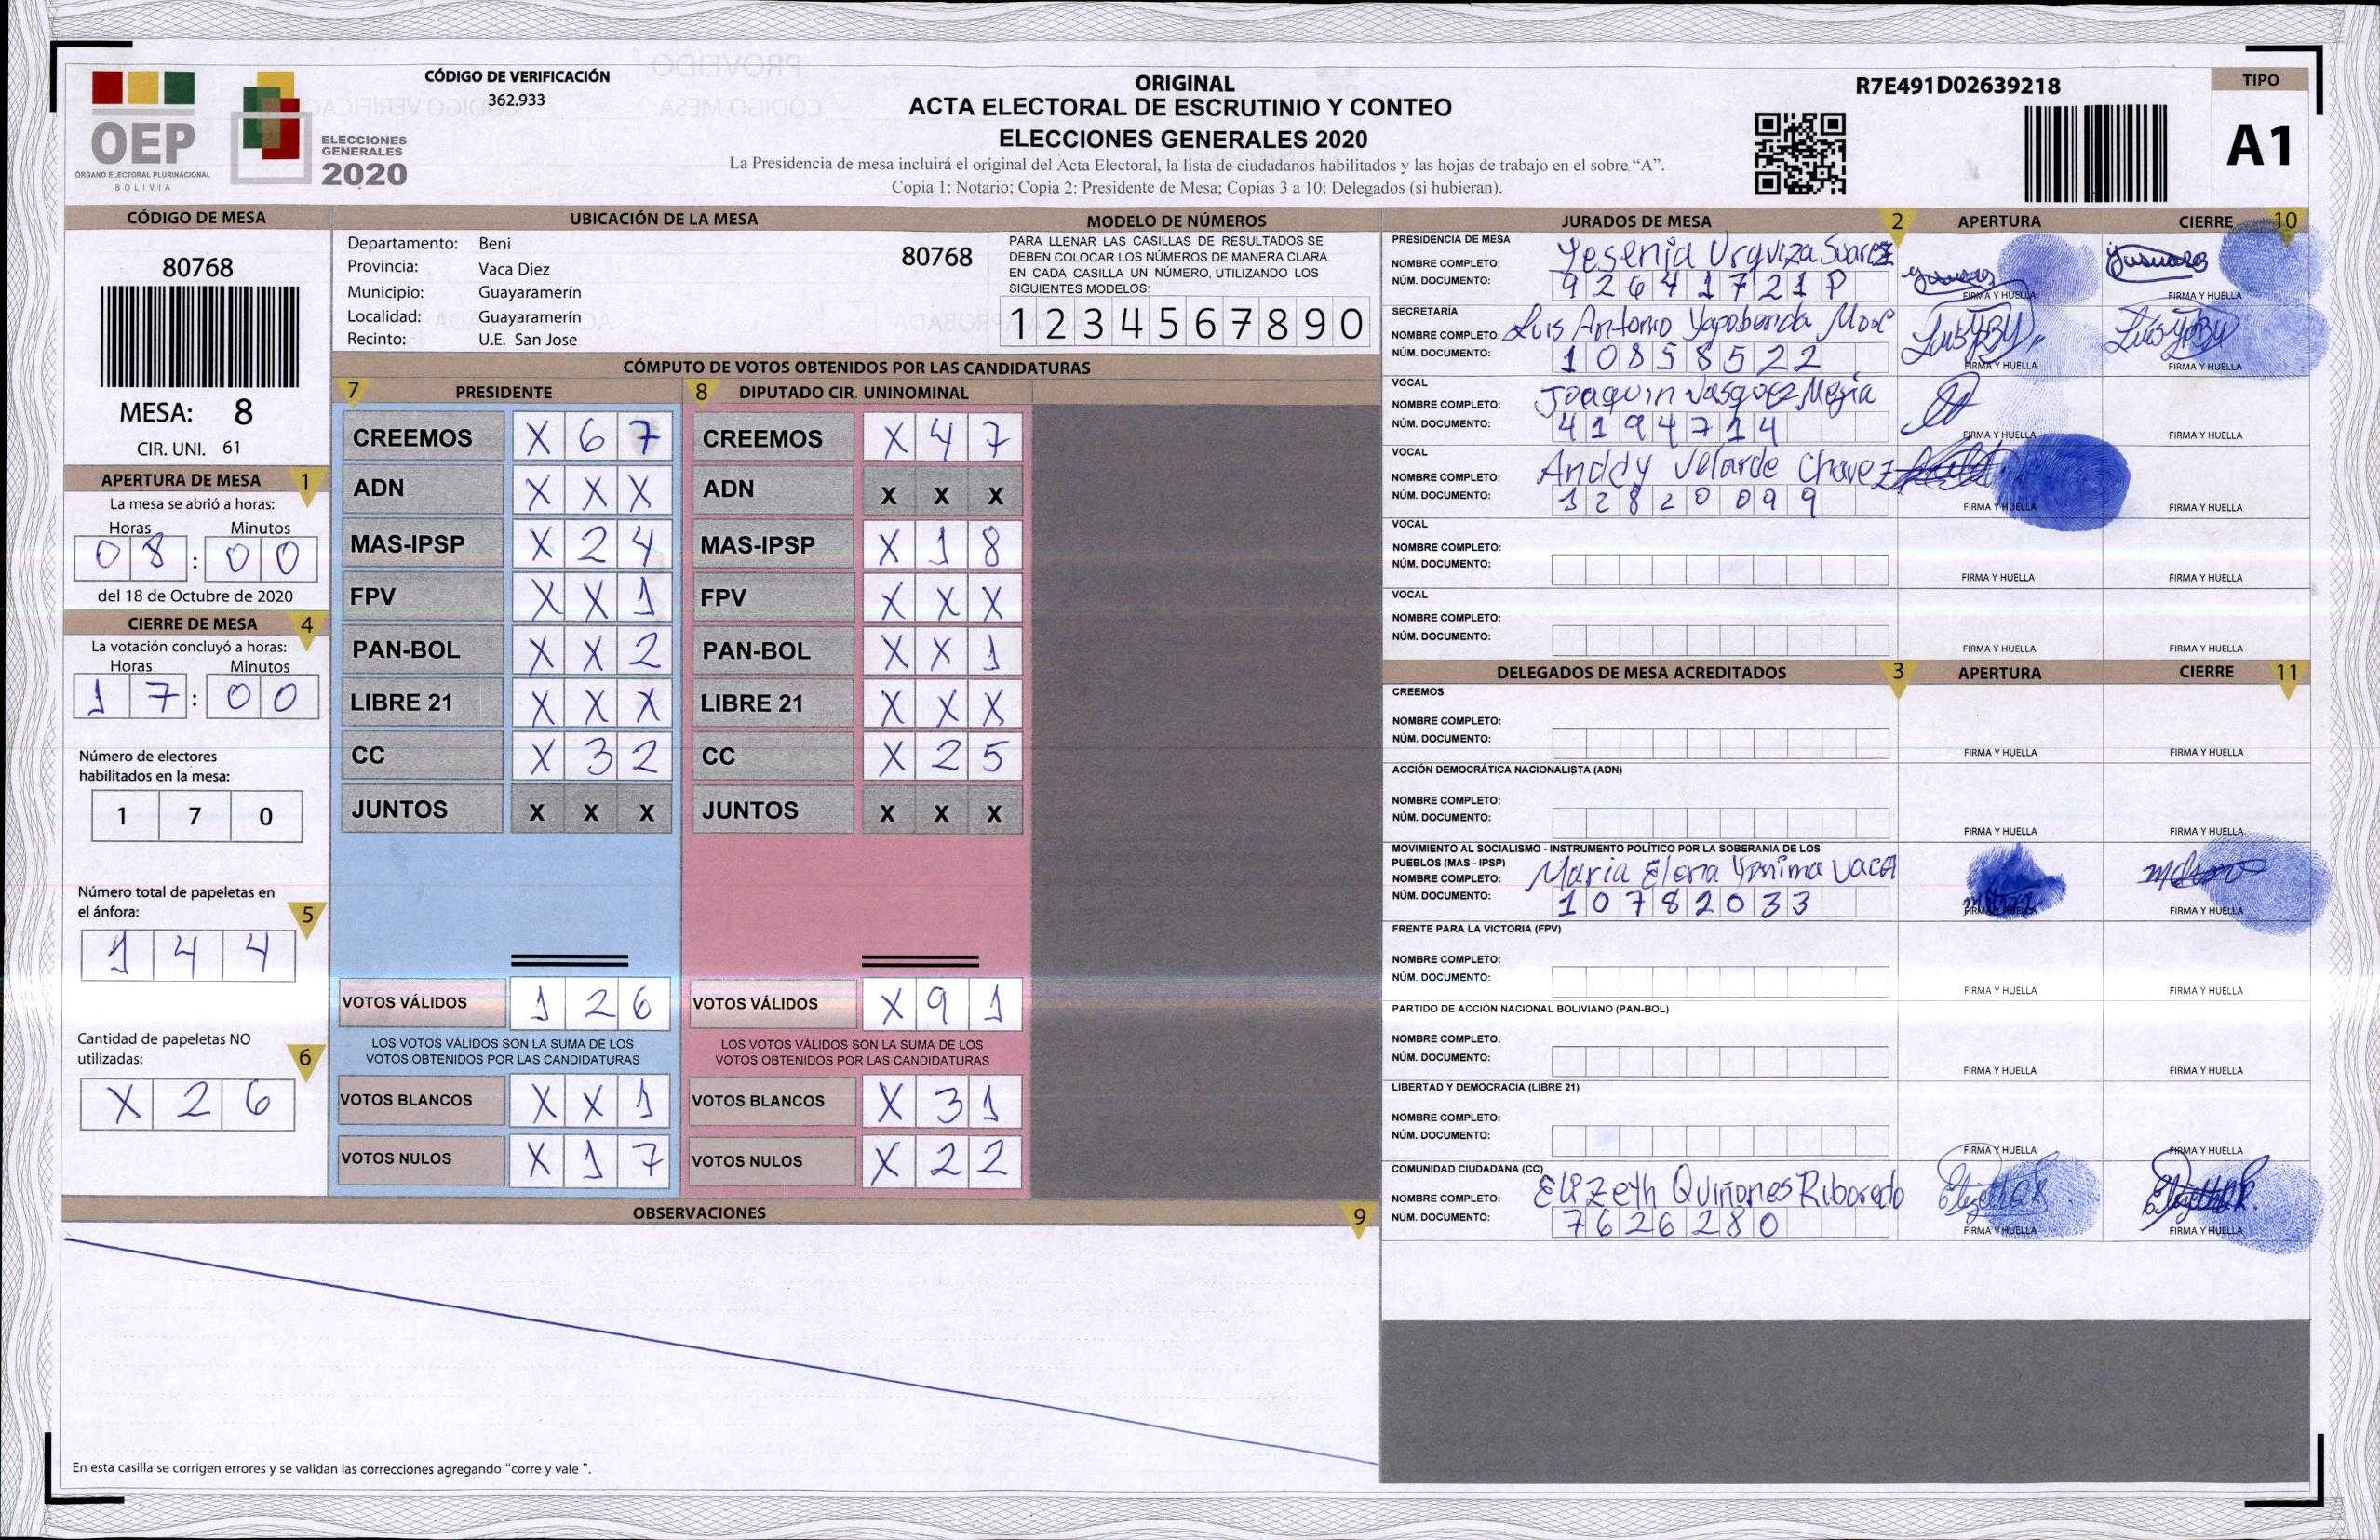 CÓDIGO DE VERIFICACIÓN
362.933
OEP
ÓRGANO ELECTORAL PLURINACIONAL
BOLIVIA
ELECCIONES
GENERALES
2020
ORIGINAL
ACTA ELECTORAL DE ESCRUTINIO Y CONTEO
ELECCIONES GENERALES 2020
La Presidencia de mesa incluirá el original del Acta Electoral, la lista de ciudadanos habilitados y las hojas de trabajo en el sobre "A".
Copia 1: Notario; Copia 2: Presidente de Mesa; Copias 3 a 10: Delegados (si hubieran).
R7E491D02639218
TIPO
A1
CÓDIGO DE MESA
80768
MESA: 8
CIR. UNI. 61
APERTURA DE MESA 1
La mesa se abrió a horas:
Horas Minutos
0 8 : 0 0
del 18 de Octubre de 2020
CIERRE DE MESA 4
La votación concluyó a horas:
Horas Minutos
1 7 : 0 0
Número de electores
habilitados en la mesa:
1 7 0
Número total de papeletas en
el ánfora: 5
1 4 4
Cantidad de papeletas NO
utilizadas: 6
X 2 6
UBICACIÓN DE LA MESA
Departamento: Beni
80768
Provincia: Vaca Diez
Municipio: Guayaramerín
Localidad: Guayaramerín
Recinto: U.E. San Jose
MODELO DE NÚMEROS
PARA LLENAR LAS CASILLAS DE RESULTADOS SE
DEBEN COLOCAR LOS NÚMEROS DE MANERA CLARA
EN CADA CASILLA UN NÚMERO, UTILIZANDO LOS
SIGUIENTES MODELOS:
1 2 3 4 5 6 7 8 9 0
CÓMPUTO DE VOTOS OBTENIDOS POR LAS CANDIDATURAS
7 PRESIDENTE
CREEMOS X 6 7
ADN X X X
MAS-IPSP X 2 4
FPV X X 1
PAN-BOL X X 2
LIBRE 21 X X X
CC X 3 2
JUNTOS X X X
VOTOS VÁLIDOS 1 2 6
LOS VOTOS VÁLIDOS SON LA SUMA DE LOS
VOTOS OBTENIDOS POR LAS CANDIDATURAS
VOTOS BLANCOS X X 1
VOTOS NULOS X 1 7
8 DIPUTADO CIR. UNINOMINAL
CREEMOS X 4 7
ADN X X X
MAS-IPSP X 1 8
FPV X X X
PAN-BOL X X 1
LIBRE 21 X X X
CC X 2 5
JUNTOS X X X
VOTOS VÁLIDOS X 9 1
LOS VOTOS VÁLIDOS SON LA SUMA DE LOS
VOTOS OBTENIDOS POR LAS CANDIDATURAS
VOTOS BLANCOS X 3 1
VOTOS NULOS X 2 2
OBSERVACIONES 9
En esta casilla se corrigen errores y se validan las correcciones agregando "corre y vale ".
JURADOS DE MESA 2 APERTURA CIERRE 10
PRESIDENCIA DE MESA
NOMBRE COMPLETO: Yesenia Urquiza Suarez
NÚM. DOCUMENTO: 9 2 6 4 1 7 2 1 P
FIRMA Y HUELLA FIRMA Y HUELLA
SECRETARÍA
NOMBRE COMPLETO: Luis Antonio
NÚM. DOCUMENTO: 1 0 8 5 8 5 2 2
FIRMA Y HUELLA FIRMA Y HUELLA
VOCAL
NOMBRE COMPLETO: Joaquin Vasquez Mejia
NÚM. DOCUMENTO: 4 1 9 4 7 1 4
FIRMA Y HUELLA FIRMA Y HUELLA
VOCAL
NOMBRE COMPLETO: Anddy Velarde Chavez
NÚM. DOCUMENTO: 1 2 8 2 0 0 9 9
FIRMA Y HUELLA FIRMA Y HUELLA
VOCAL
NOMBRE COMPLETO:
NÚM. DOCUMENTO:
FIRMA Y HUELLA FIRMA Y HUELLA
VOCAL
NOMBRE COMPLETO:
NÚM. DOCUMENTO:
FIRMA Y HUELLA FIRMA Y HUELLA
DELEGADOS DE MESA ACREDITADOS 3 APERTURA CIERRE 11
CREEMOS
NOMBRE COMPLETO:
NÚM. DOCUMENTO:
FIRMA Y HUELLA FIRMA Y HUELLA
ACCIÓN DEMOCRÁTICA NACIONALISTA (ADN)
NOMBRE COMPLETO:
NÚM. DOCUMENTO:
FIRMA Y HUELLA FIRMA Y HUELLA
MOVIMIENTO AL SOCIALISMO - INSTRUMENTO POLÍTICO POR LA SOBERANIA DE LOS
PUEBLOS (MAS - IPSP)
NOMBRE COMPLETO: Maria Elena Vaca
NÚM. DOCUMENTO: 1 0 7 8 2 0 3 3
FIRMA Y HUELLA
FRENTE PARA LA VICTORIA (FPV)
NOMBRE COMPLETO:
NÚM. DOCUMENTO:
FIRMA Y HUELLA FIRMA Y HUELLA
PARTIDO DE ACCIÓN NACIONAL BOLIVIANO (PAN-BOL)
NOMBRE COMPLETO:
NÚM. DOCUMENTO:
FIRMA Y HUELLA FIRMA Y HUELLA
LIBERTAD Y DEMOCRACIA (LIBRE 21)
NOMBRE COMPLETO:
NÚM. DOCUMENTO:
FIRMA Y HUELLA FIRMA Y HUELLA
COMUNIDAD CIUDADANA (CC)
NOMBRE COMPLETO: Elizeth Quiñones Riboredo
NÚM. DOCUMENTO: 7 6 2 6 2 8 0
FIRMA Y HUELLA FIRMA Y HUELLA